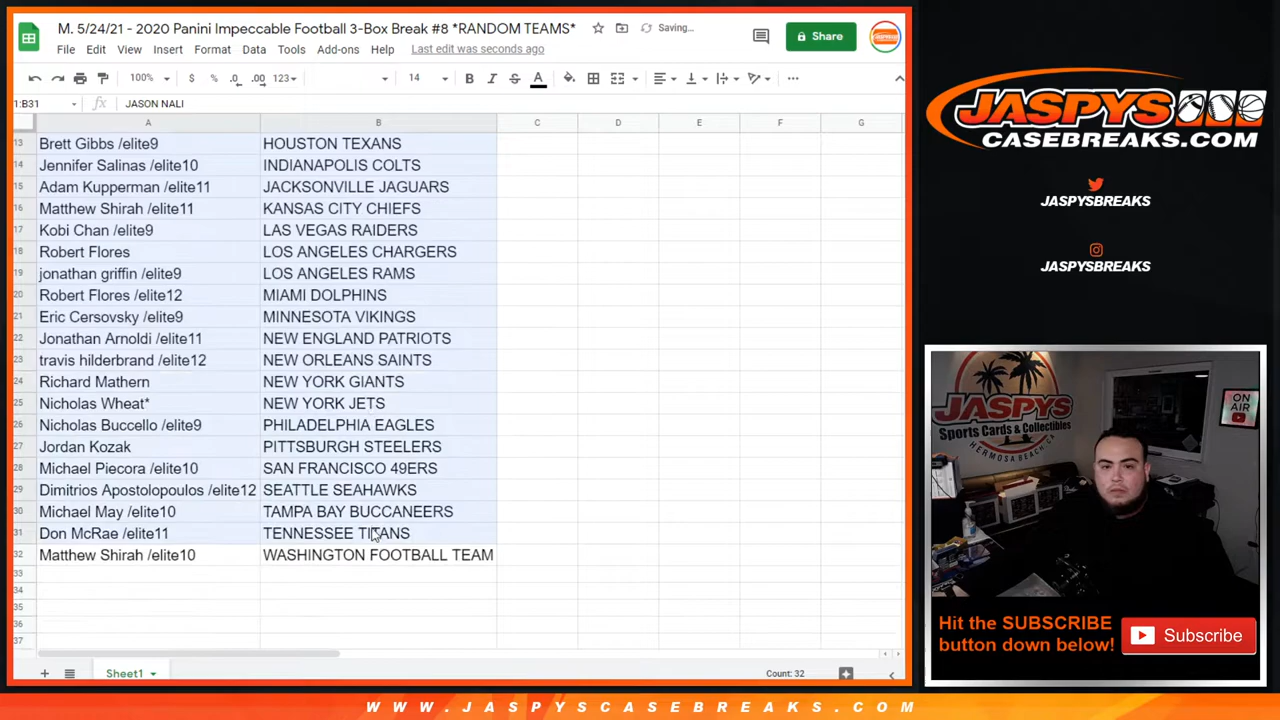 M. 5/24/21 - 2020 Panini Impeccable Football 3-Box Break #8 *RANDOM TEAMS*
Saving...
Share
File Edit View Insert Format Data Tools Add-ons Help Last edit was seconds ago
100% $ % .0 .00 123 14 B I S A
1:B31 fx JASON NALI
A B C D E F G
13 Brett Gibbs /elite9 HOUSTON TEXANS
14 Jennifer Salinas /elite10 INDIANAPOLIS COLTS
15 Adam Kupperman /elite11 JACKSONVILLE JAGUARS
16 Matthew Shirah /elite11 KANSAS CITY CHIEFS
17 Kobi Chan /elite9 LAS VEGAS RAIDERS
18 Robert Flores LOS ANGELES CHARGERS
19 jonathan griffin /elite9 LOS ANGELES RAMS
20 Robert Flores /elite12 MIAMI DOLPHINS
21 Eric Cersovsky /elite9 MINNESOTA VIKINGS
22 Jonathan Arnoldi /elite11 NEW ENGLAND PATRIOTS
23 travis hilderbrand /elite12 NEW ORLEANS SAINTS
24 Richard Mathern NEW YORK GIANTS
25 Nicholas Wheat* NEW YORK JETS
26 Nicholas Buccello /elite9 PHILADELPHIA EAGLES
27 Jordan Kozak PITTSBURGH STEELERS
28 Michael Piecora /elite10 SAN FRANCISCO 49ERS
29 Dimitrios Apostolopoulos /elite12 SEATTLE SEAHAWKS
30 Michael May /elite10 TAMPA BAY BUCCANEERS
31 Don McRae /elite11 TENNESSEE TITANS
32 Matthew Shirah /elite10 WASHINGTON FOOTBALL TEAM
33
34
35
36
37
Sheet1
Count: 32
JASPYS
CASEBREAKS.COM
JASPYSBREAKS
JASPYSBREAKS
JASPYS
Sports Cards & Collectibles
HERMOSA BEACH, CA
ON AIR
Hit the SUBSCRIBE
button down below!
Subscribe
WWW.JASPYSCASEBREAKS.COM